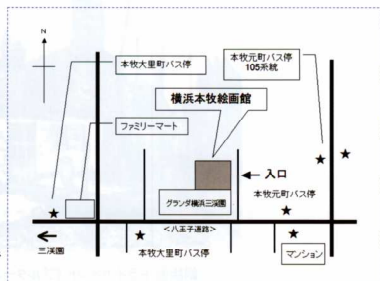 N
本牧大里町バス停
本牧元町バス停
105系統
横浜本牧絵画館
ファミリーマート
入口
グランダ横浜三渓園
本牧元町バス停
<八王子道路>
三渓園
本牧大里町バス停
マンション